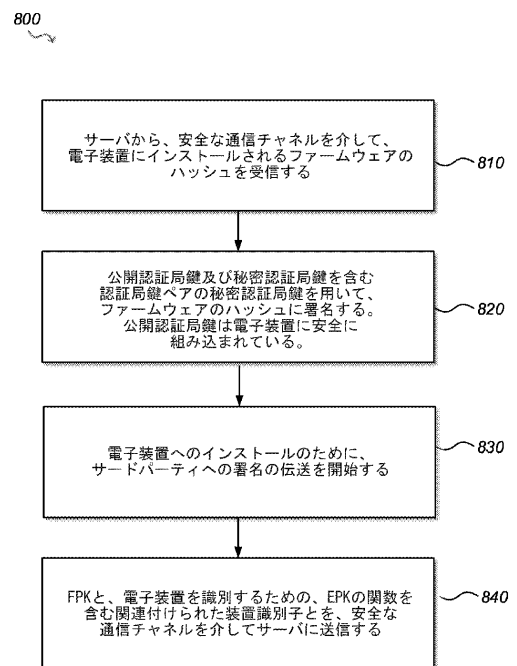 800
サーバから、安全な通信チャネルを介して、
電子装置にインストールされるファームウェアの
ハッシュを受信する
810
公開認証局鍵及び秘密認証局鍵を含む
認証局鍵ペアの秘密認証局鍵を用いて、
ファームウェアのハッシュに署名する。
公開認証局鍵は電子装置に安全に
組み込まれている。
820
電子装置へのインストールのために、
サードパーティへの署名の伝送を開始する
830
FPKと、電子装置を識別するための、EPKの関数を
含む関連付けられた装置識別子とを、安全な
通信チャネルを介してサーバに送信する
840